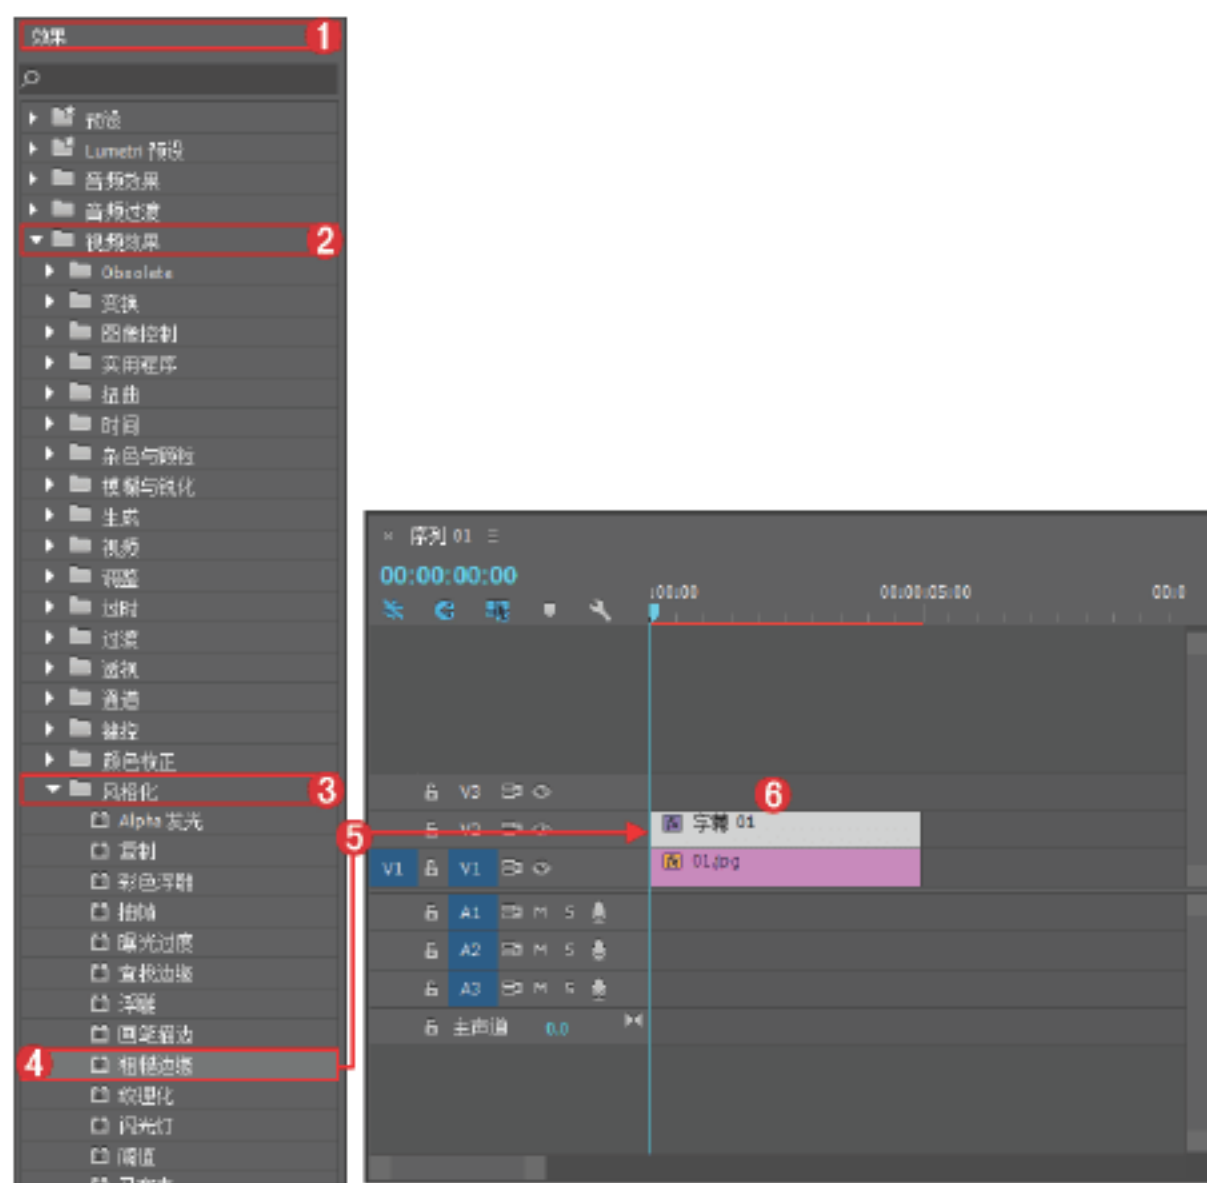 效果
1
预设
Lumetri 预设
音频效果
音频过渡
视频效果
2
Obsolete
变换
图像控制
实用程序
扭曲
时间
杂色与颗粒
模糊与锐化
生成
视频
调整
过时
过渡
透视
通道
键控
颜色校正
风格化
3
Alpha 发光
复制
彩色浮雕
抽帧
曝光过度
查找边缘
浮雕
画笔描边
4
粗糙边缘
纹理化
闪光灯
阈值
5
× 序列 01
00:00:00:00
:00:00
00:00:05:00
00:0
V3
6
V2
fx 字幕 01
V1
V1
fx 01.jpg
A1 M S
A2 M S
A3 M S
主声道 0.0